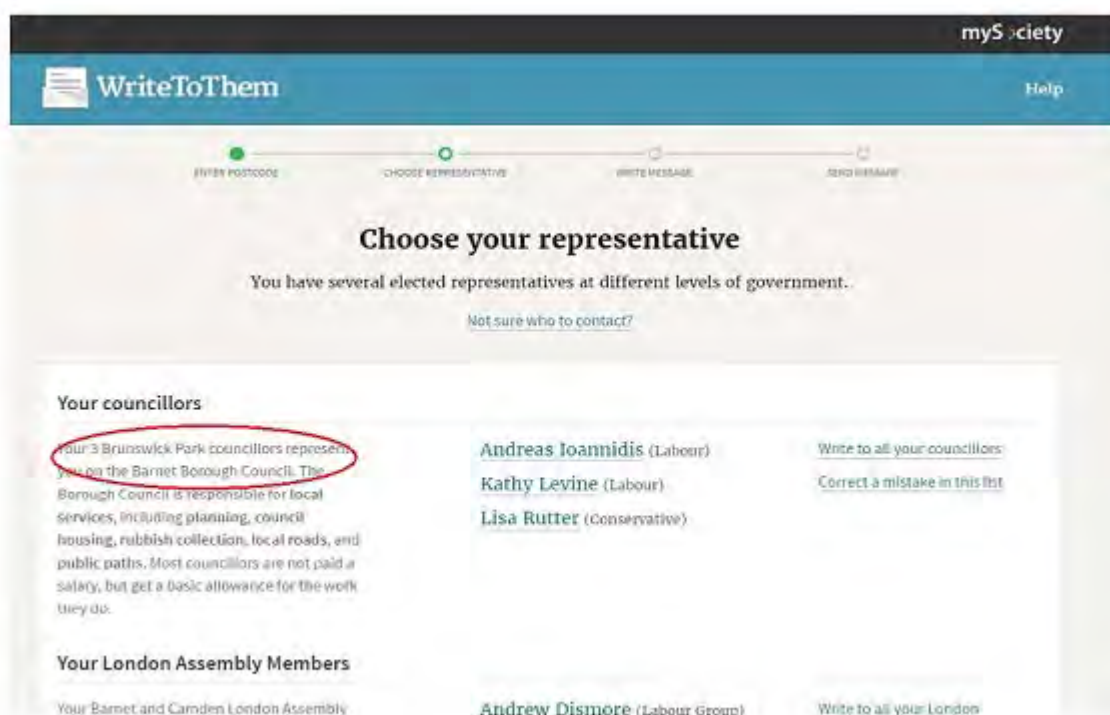 mySociety
WriteToThem
Help
ENTER POSTCODE
CHOOSE REPRESENTATIVE
WRITE MESSAGE
SEND MESSAGE
Choose your representative
You have several elected representatives at different levels of government.
Not sure who to contact?
Your councillors
Your 3 Brunswick Park councillors represent
you on the Barnet Borough Council. The
Borough Council is responsible for local
services, including planning, council
housing, rubbish collection, local roads, and
public paths. Most councillors are not paid a
salary, but get a basic allowance for the work
they do.
Andreas Ioannidis (Labour)
Kathy Levine (Labour)
Lisa Rutter (Conservative)
Write to all your councillors
Correct a mistake in this list
Your London Assembly Members
Your Barnet and Camden London Assembly
Andrew Dismore (Labour Group)
Write to all your London